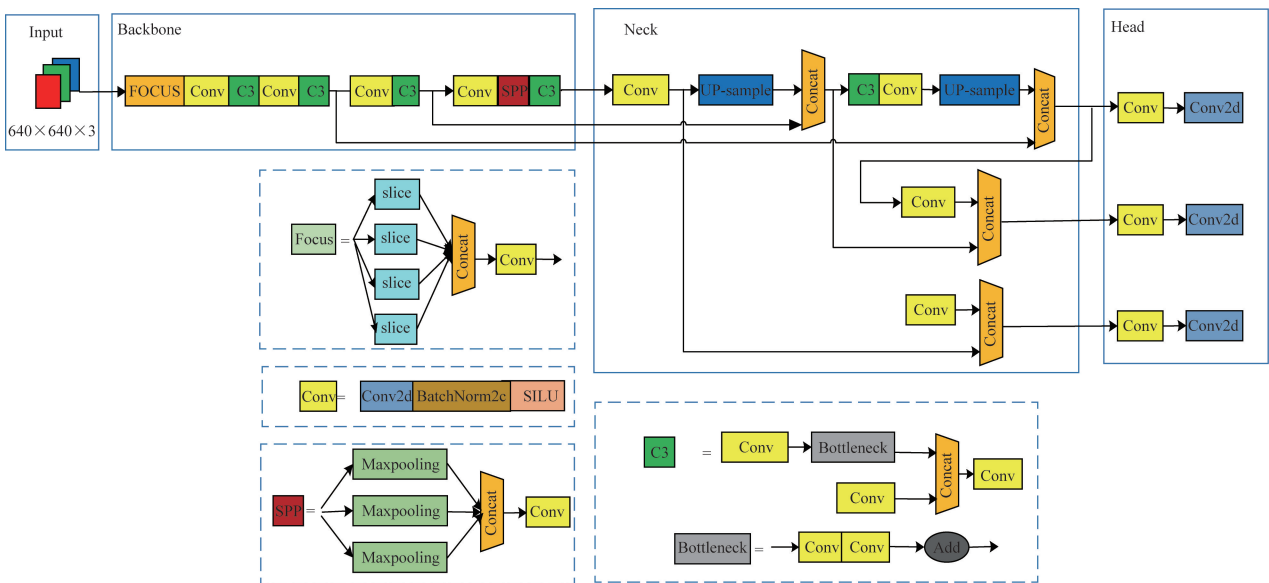 Input
Backbone
Neck
Head
640×640×3
FOCUS Conv C3 Conv C3
Conv C3
Conv SPP C3
Conv
UP-sample
Concat
C3 Conv
UP-sample
Concat
Conv
Conv2d
Conv
Concat
Conv
Conv2d
Conv
Concat
Conv
Conv2d
Focus =
slice
slice
slice
slice
Concat
Conv
Conv = Conv2d BatchNorm2c SILU
SPP =
Maxpooling
Maxpooling
Maxpooling
Concat
Conv
C3 = Conv Bottleneck
Conv
Concat
Conv
Bottleneck = Conv Conv Add